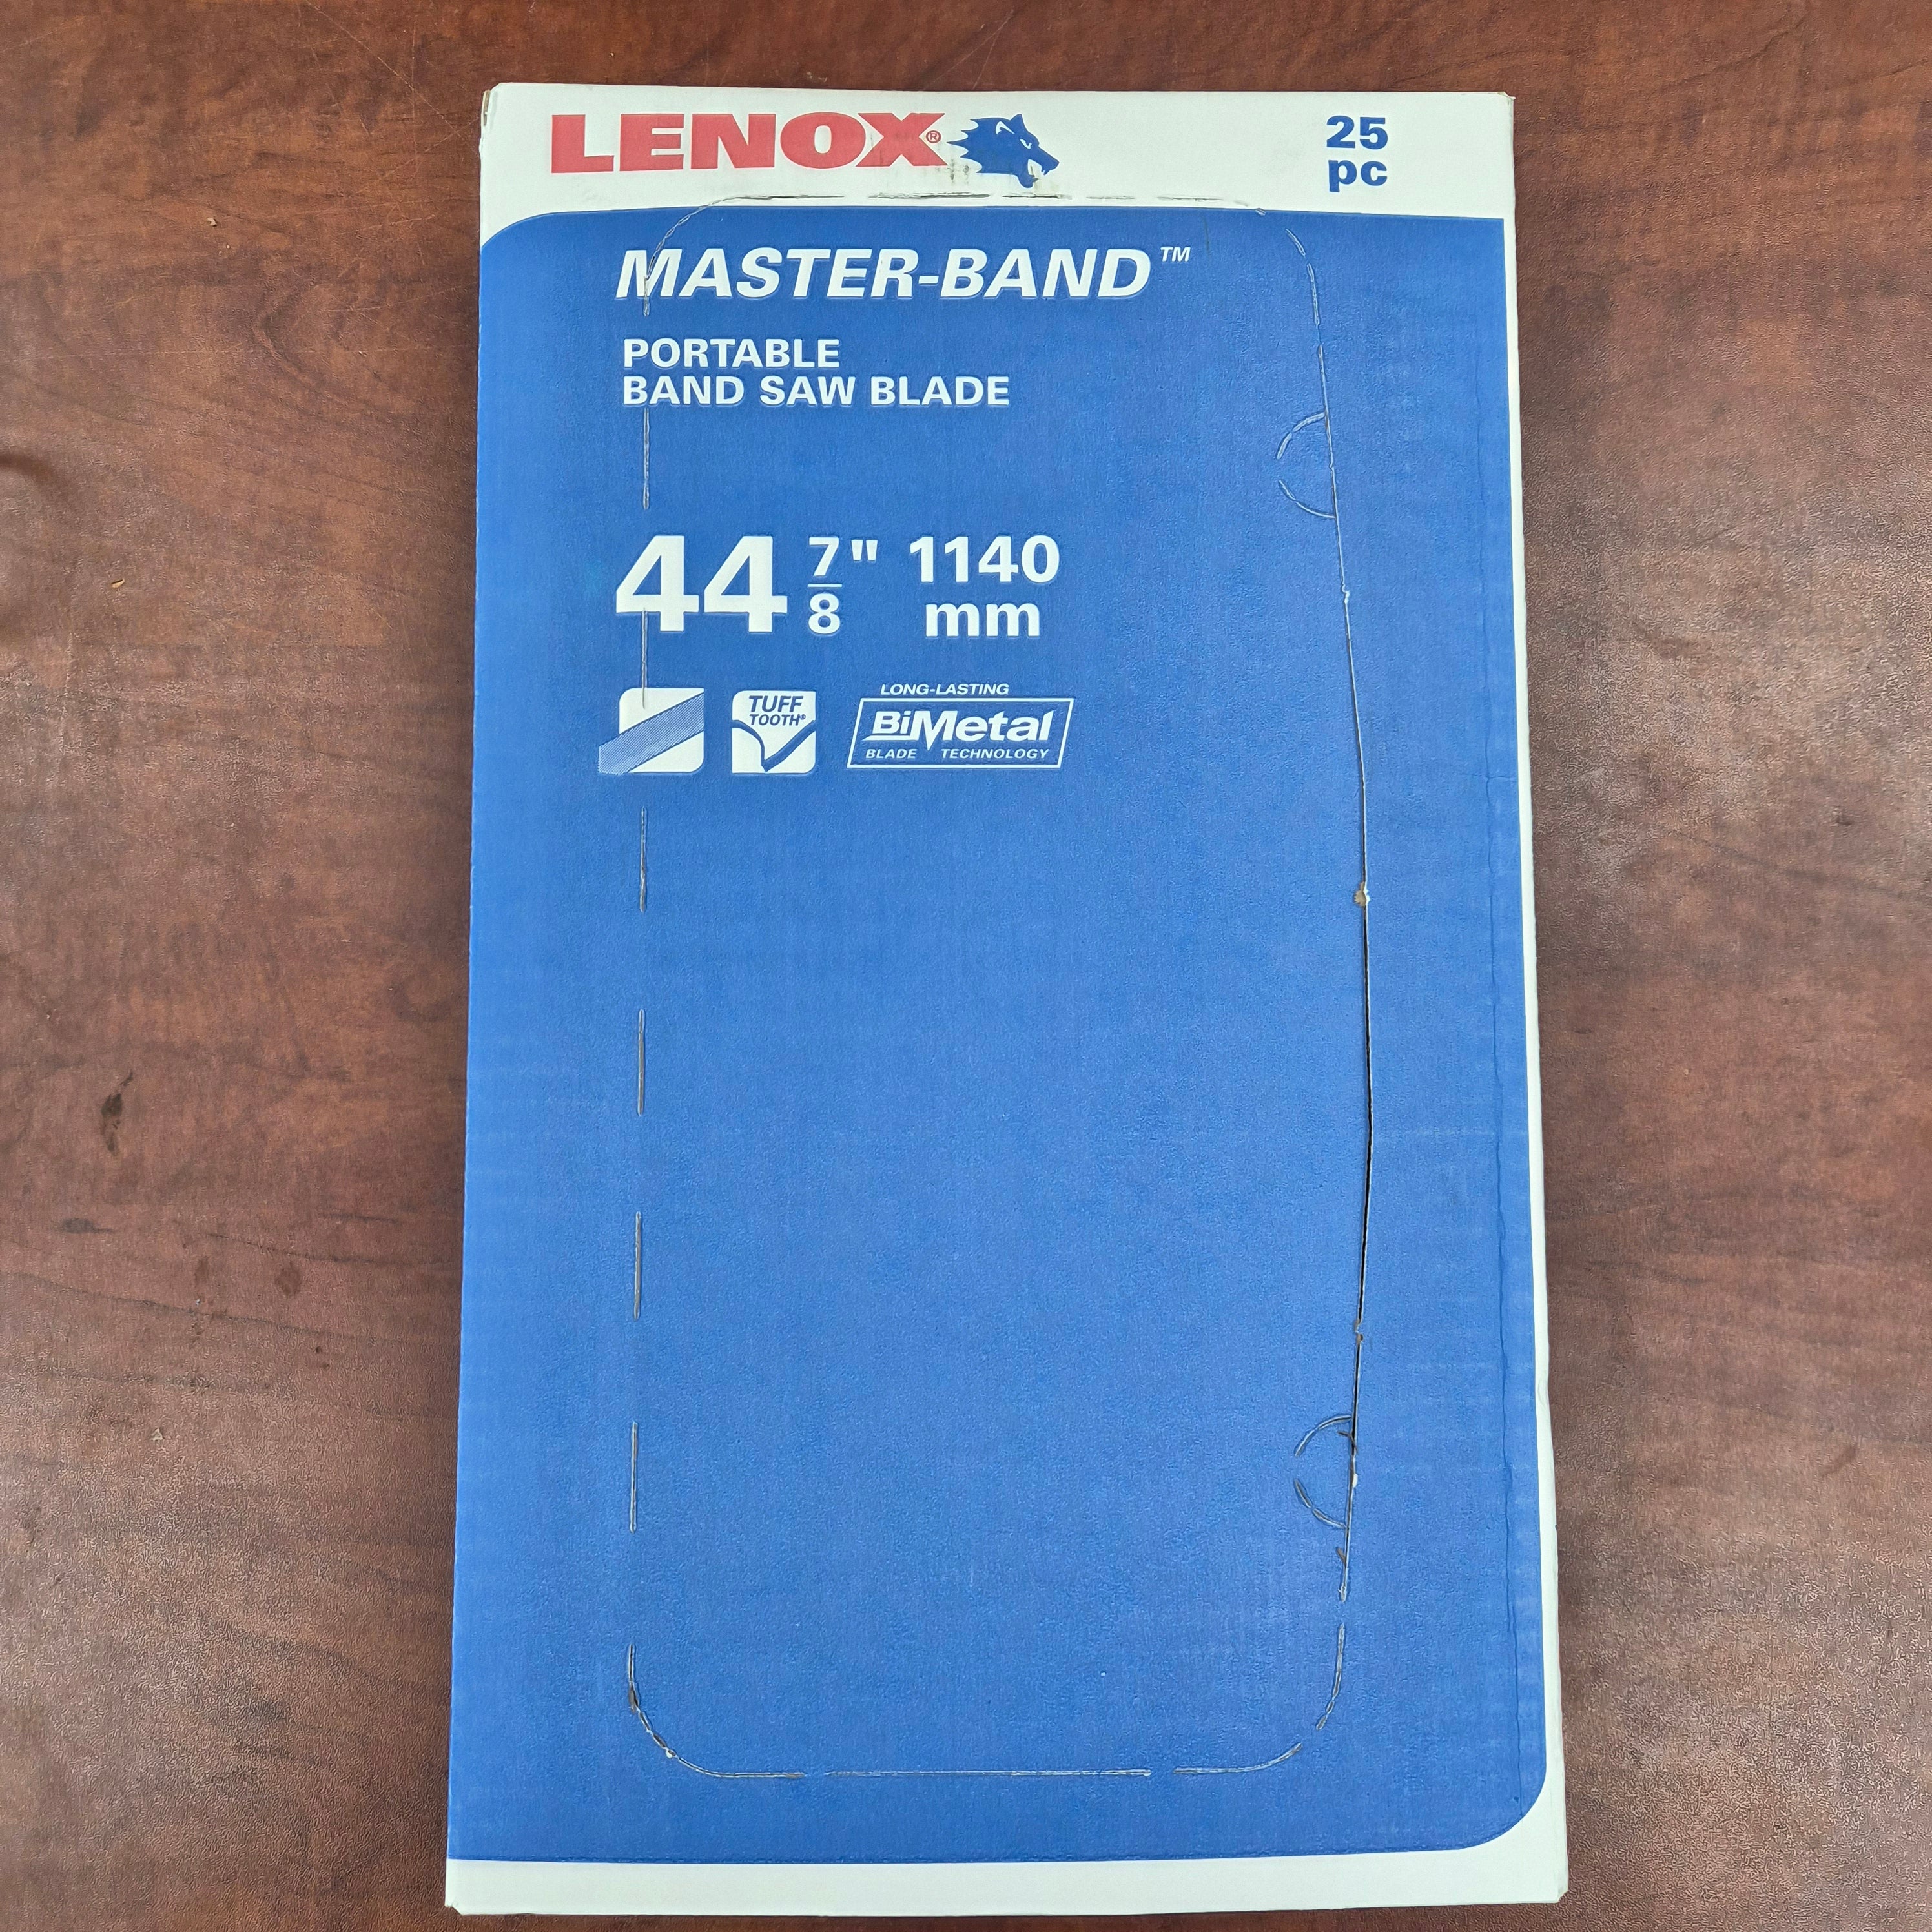 LENOX®
25
pc
MASTER-BAND™
PORTABLE
BAND SAW BLADE
44 7/8" 1140
mm
TUFF
TOOTH®
LONG-LASTING
BiMetal
BLADE TECHNOLOGY